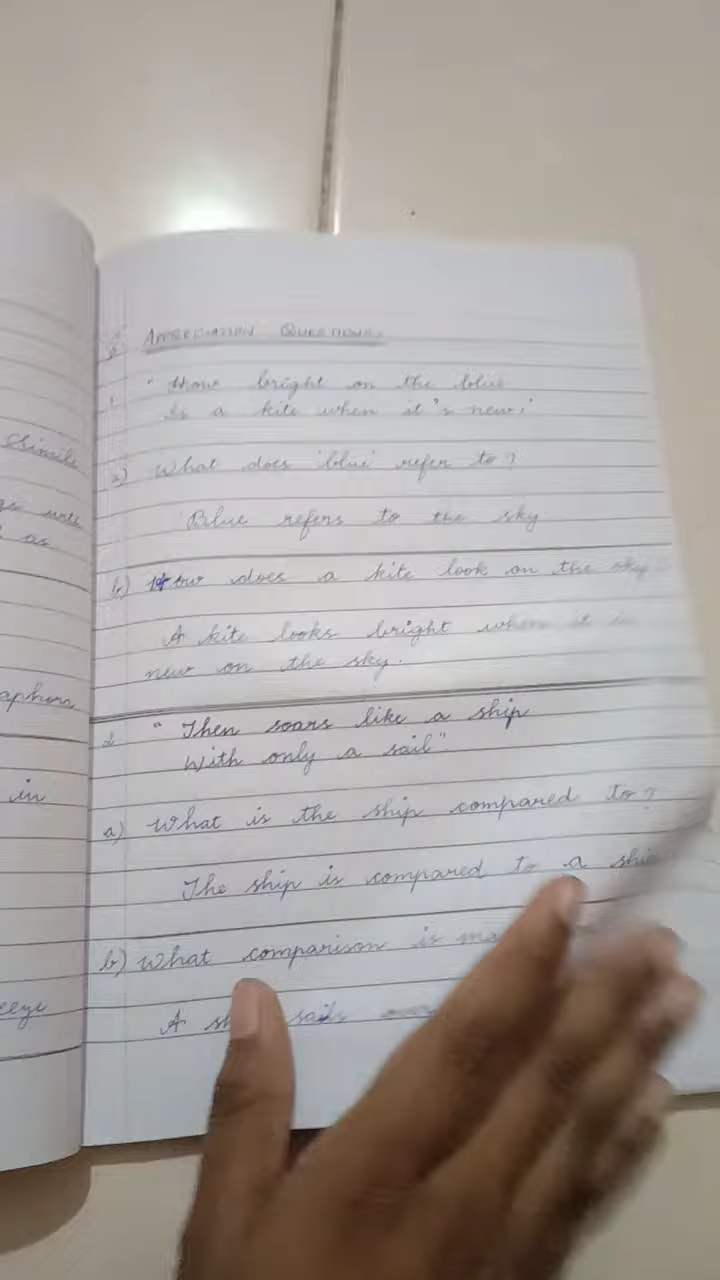 simile
as
aphors
in
APPRECIATION QUESTIONS.
1. "How bright on the blue
Is a kite when it's new."
a) What does 'blue' refer to?
Blue refers to the sky
b) How does a kite look on the sky
A kite looks bright when it is
new on the sky.
2 "Then soars like a ship
With only a sail"
a) What is the ship compared to?
The ship is compared to a ship
b) What comparison is
A sails